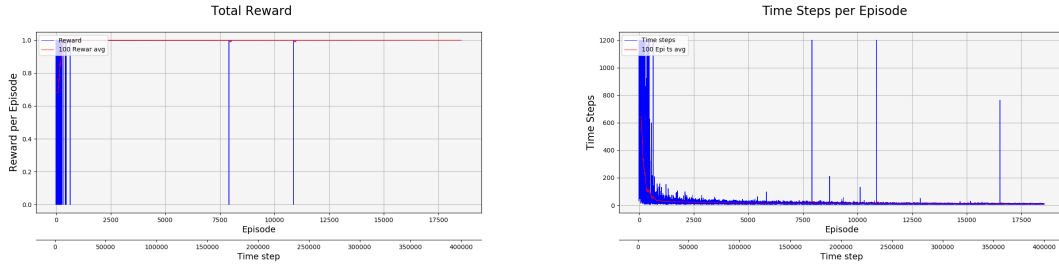 Total Reward
Reward
100 Rewar avg
Reward per Episode
1.0
0.8
0.6
0.4
0.2
0.0
0 2500 5000 7500 10000 12500 15000 17500
Episode
0 50000 100000 150000 200000 250000 300000 350000 400000
Time step
Time Steps per Episode
Time steps
100 Epi ts avg
Time Steps
1200
1000
800
600
400
200
0
0 2500 5000 7500 10000 12500 15000 17500
Episode
0 50000 100000 150000 200000 250000 300000 350000 400000
Time step